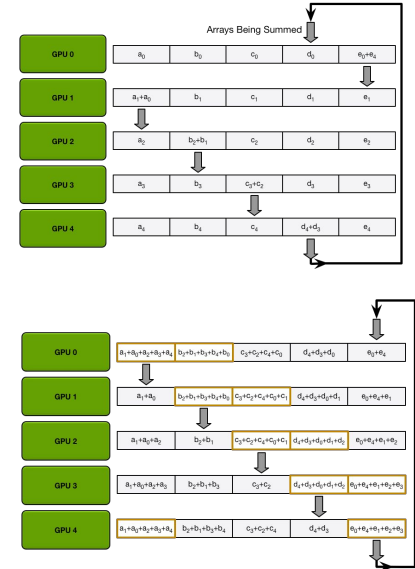 Arrays Being Summed
GPU 0 a₀ b₀ c₀ d₀ e₀+e₄
GPU 1 a₁+a₀ b₁ c₁ d₁ e₁
GPU 2 a₂ b₂+b₁ c₂ d₂ e₂
GPU 3 a₃ b₃ c₃+c₂ d₃ e₃
GPU 4 a₄ b₄ c₄ d₄+d₃ e₄
GPU 0 a₁+a₀+a₂+a₃+a₄ b₂+b₁+b₃+b₄+b₀ c₃+c₂+c₄+c₀ d₄+d₃+d₀ e₀+e₄
GPU 1 a₁+a₀ b₂+b₁+b₃+b₄+b₀ c₃+c₂+c₄+c₀+c₁ d₄+d₃+d₀+d₁ e₀+e₄+e₁
GPU 2 a₁+a₀+a₂ b₂+b₁ c₃+c₂+c₄+c₀+c₁ d₄+d₃+d₀+d₁+d₂ e₀+e₄+e₁+e₂
GPU 3 a₁+a₀+a₂+a₃ b₂+b₁+b₃ c₃+c₂ d₄+d₃+d₀+d₁+d₂ e₀+e₄+e₁+e₂+e₃
GPU 4 a₁+a₀+a₂+a₃+a₄ b₂+b₁+b₃+b₄ c₃+c₂+c₄ d₄+d₃ e₀+e₄+e₁+e₂+e₃